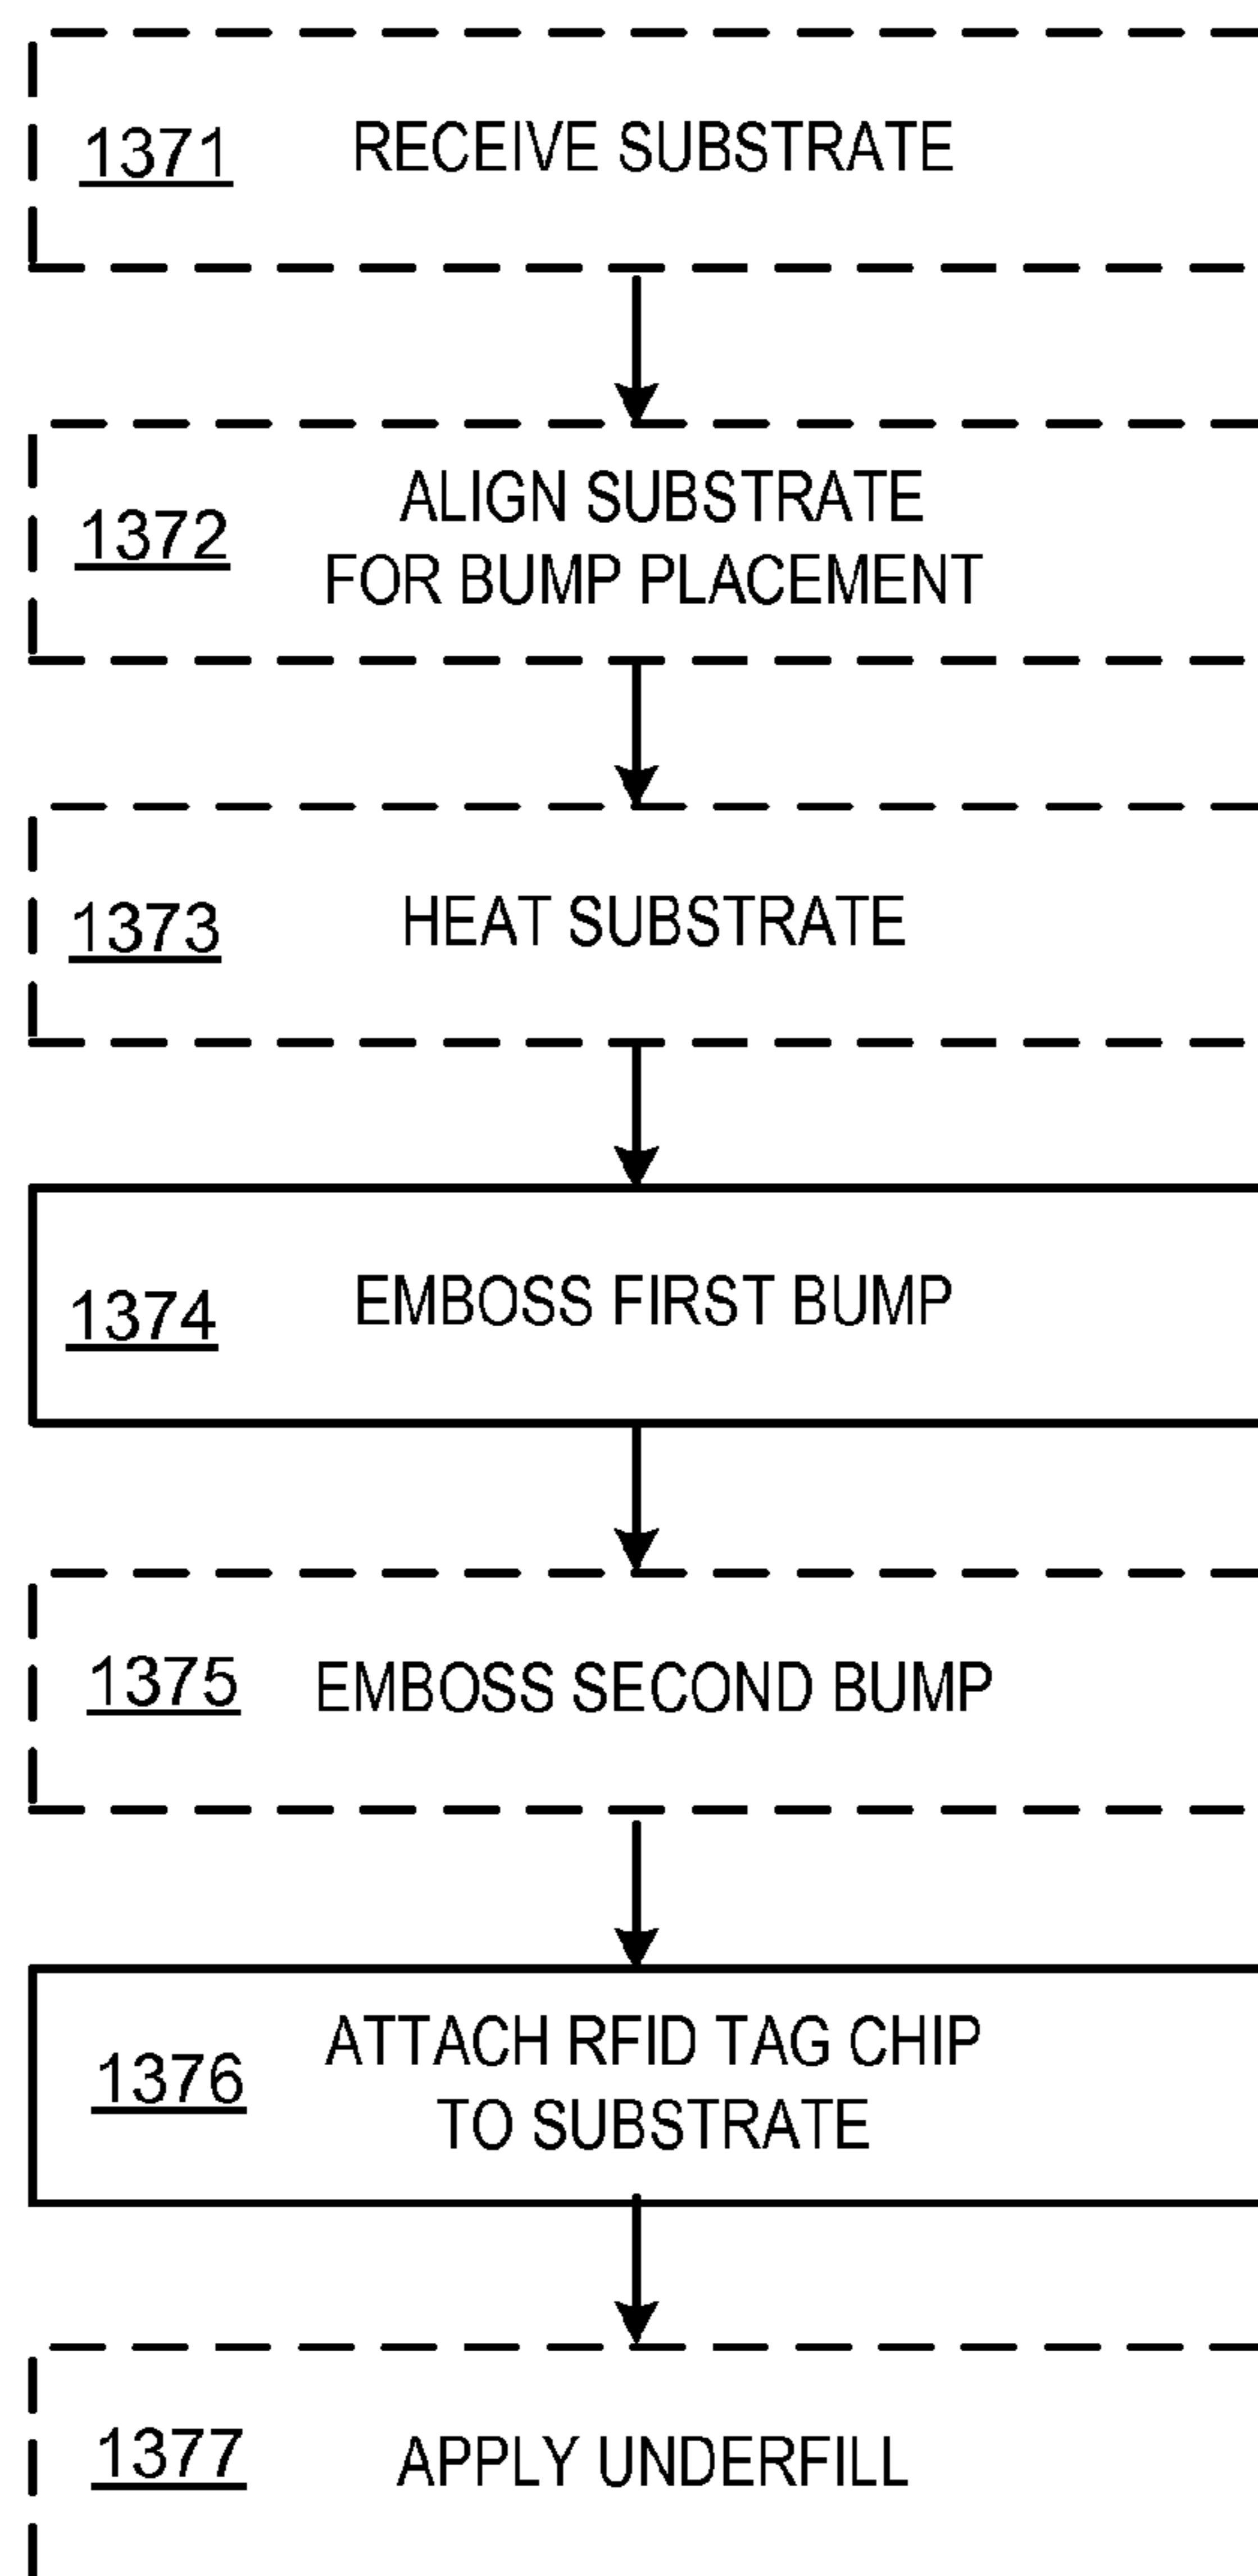 1371 RECEIVE SUBSTRATE
ALIGN SUBSTRATE
1372
FOR BUMP PLACEMENT
1373 HEAT SUBSTRATE
1374 EMBOSS FIRST BUMP
1375 EMBOSS SECOND BUMP
ATTACH RFID TAG CHIP
1376
TO SUBSTRATE
1377 APPLY UNDERFILL